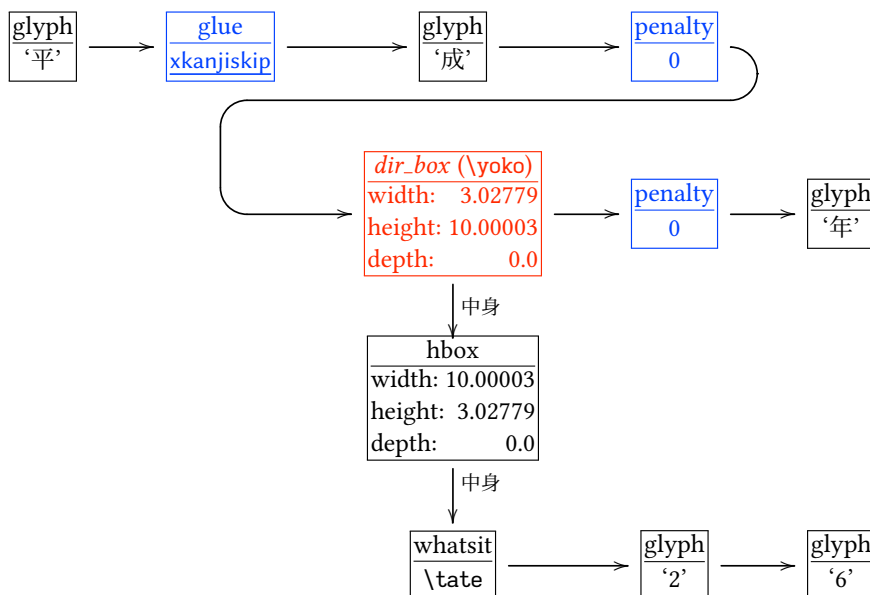 glyph
‘平’
glue
xkanjiskip
glyph
‘成’
penalty
0
dir_box (\yoko)
width: 3.02779
height: 10.00003
depth: 0.0
penalty
0
glyph
‘年’
中身
hbox
width: 10.00003
height: 3.02779
depth: 0.0
中身
whatsit
\tate
glyph
‘2’
glyph
‘6’